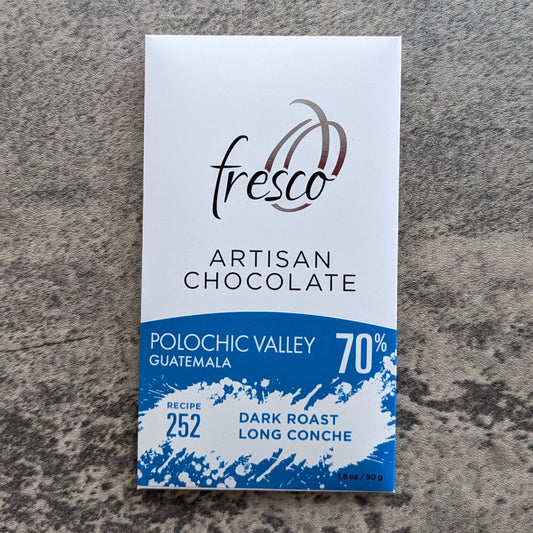 fresco
ARTISAN
CHOCOLATE
POLOCHIC VALLEY
GUATEMALA
70%
RECIPE
252
DARK ROAST
LONG CONCHE
1.8 oz / 50 g